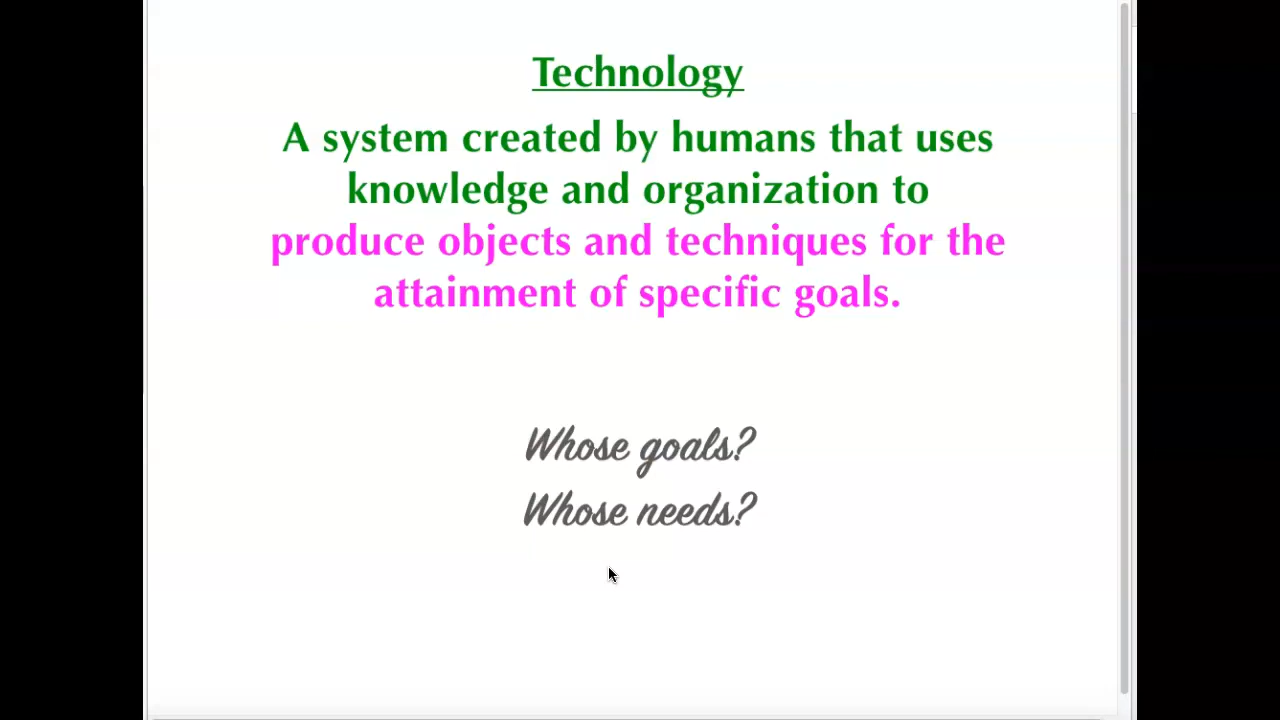 Technology
A system created by humans that uses
knowledge and organization to
produce objects and techniques for the
attainment of specific goals.
Whose goals?
Whose needs?